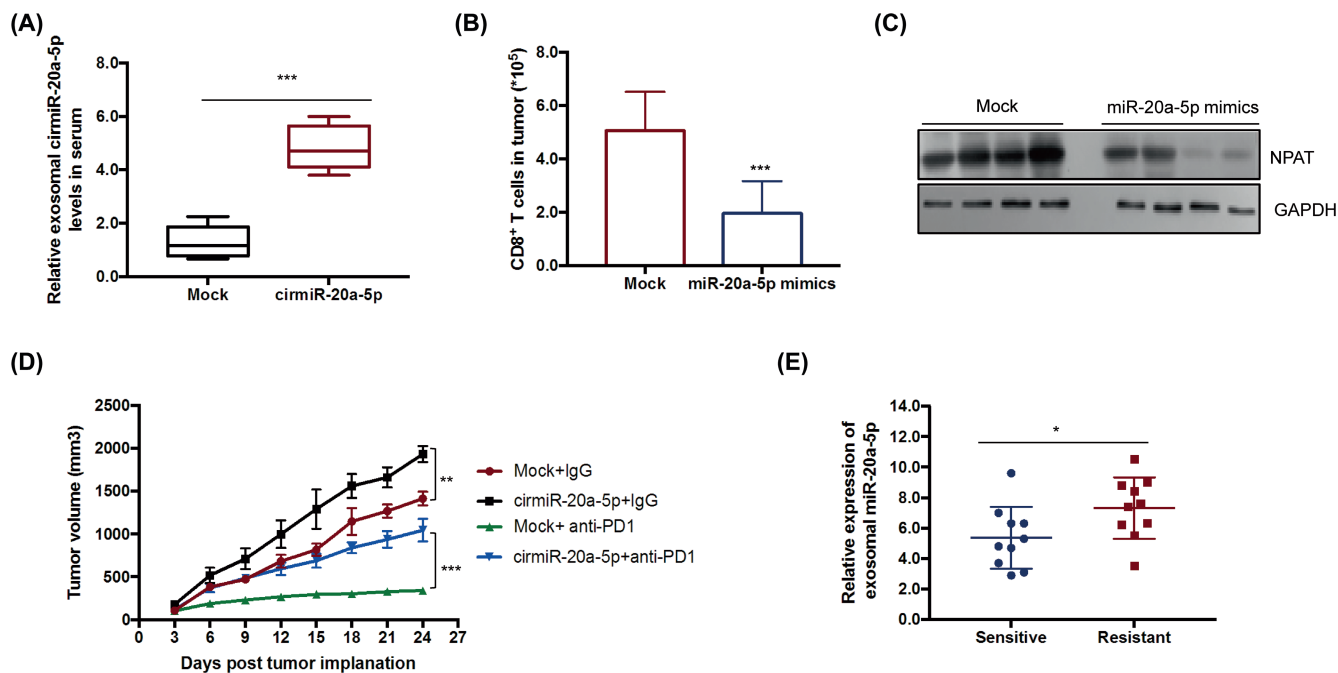 (A)
Relative exosomal cirmiR-20a-5p
levels in serum
8.0
6.0
4.0
2.0
0.0
***
Mock
cirmiR-20a-5p
(B)
CD8+ T cells in tumor (*10⁵)
8.0
6.0
4.0
2.0
0.0
***
Mock
miR-20a-5p mimics
(C)
Mock
miR-20a-5p mimics
NPAT
GAPDH
(D)
Tumor volume (mm3)
2500
2000
1500
1000
500
0
0 3 6 9 12 15 18 21 24 27
Days post tumor implanation
**
***
Mock+IgG
cirmiR-20a-5p+IgG
Mock+ anti-PD1
cirmiR-20a-5p+anti-PD1
(E)
Relative expression of
exosomal miR-20a-5p
14.0
12.0
10.0
8.0
6.0
4.0
2.0
0.0
*
Sensitive
Resistant